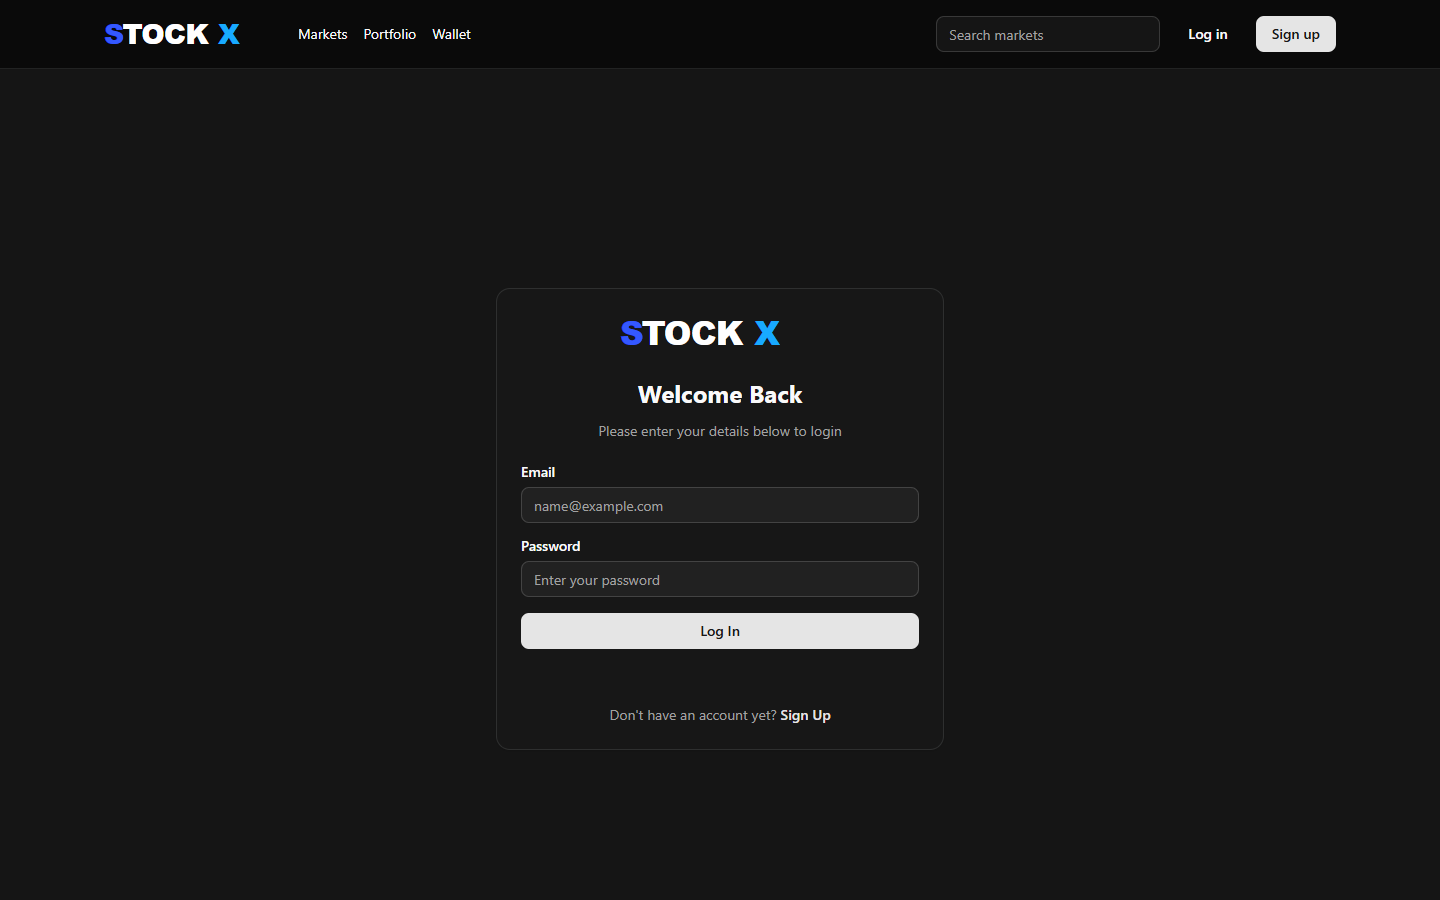 STOCK X
Markets Portfolio Wallet
Search markets
Log in
Sign up
STOCK X
Welcome Back
Please enter your details below to login
Email
name@example.com
Password
Enter your password
Log In
Don't have an account yet? Sign Up